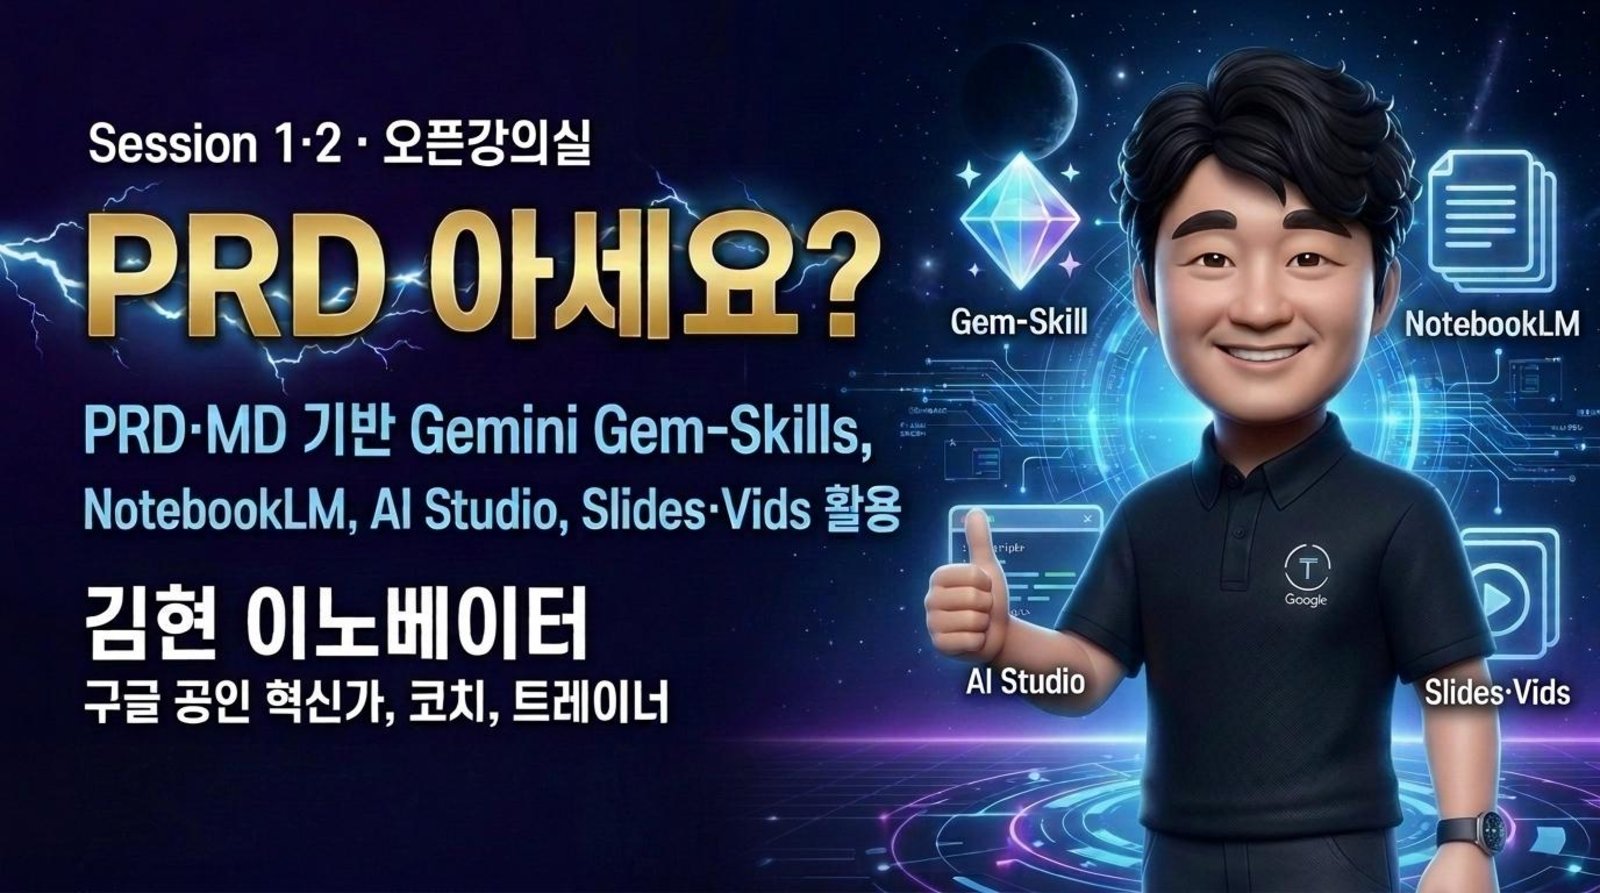 Session 1·2 · 오픈강의실
PRD 아세요?
PRD·MD 기반 Gemini Gem-Skills,
NotebookLM, AI Studio, Slides·Vids 활용
김현 이노베이터
구글 공인 혁신가, 코치, 트레이너
Gem-Skill
NotebookLM
T
Google
AI Studio
Slides·Vids